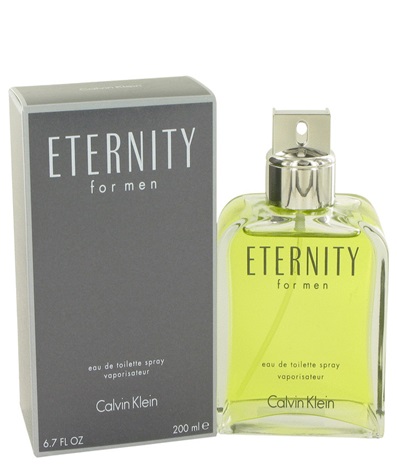 ETERNITY
for men
eau de toilette spray
vaporisateur
Calvin Klein
6.7 FL OZ 200 ml ℮
ETERNITY
for men
eau de toilette spray
vaporisateur
Calvin Klein